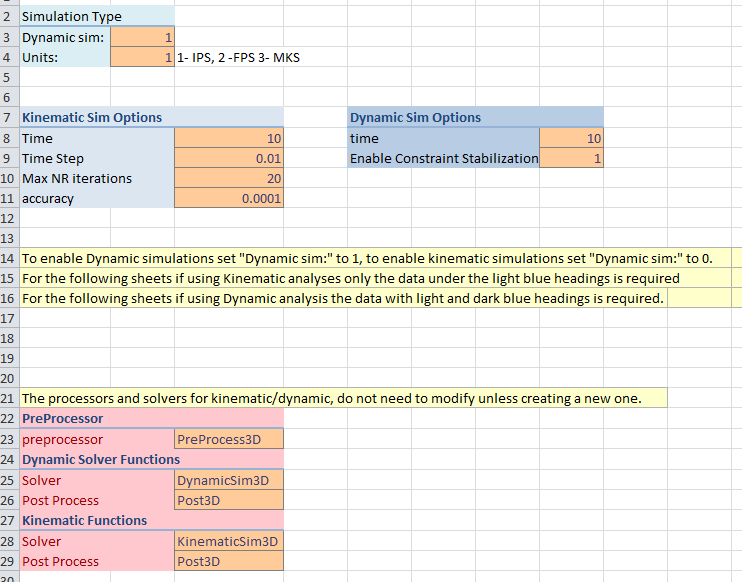 2 Simulation Type
3 Dynamic sim: 1
4 Units: 1 1- IPS, 2 -FPS 3- MKS
5
6
7 Kinematic Sim Options Dynamic Sim Options
8 Time 10 time 10
9 Time Step 0.01 Enable Constraint Stabilization 1
10 Max NR iterations 20
11 accuracy 0.0001
12
13
14 To enable Dynamic simulations set "Dynamic sim:" to 1, to enable kinematic simulations set "Dynamic sim:" to 0.
15 For the following sheets if using Kinematic analyses only the data under the light blue headings is required
16 For the following sheets if using Dynamic analysis the data with light and dark blue headings is required.
17
18
19
20
21 The processors and solvers for kinematic/dynamic, do not need to modify unless creating a new one.
22 PreProcessor
23 preprocessor PreProcess3D
24 Dynamic Solver Functions
25 Solver DynamicSim3D
26 Post Process Post3D
27 Kinematic Functions
28 Solver KinematicSim3D
29 Post Process Post3D